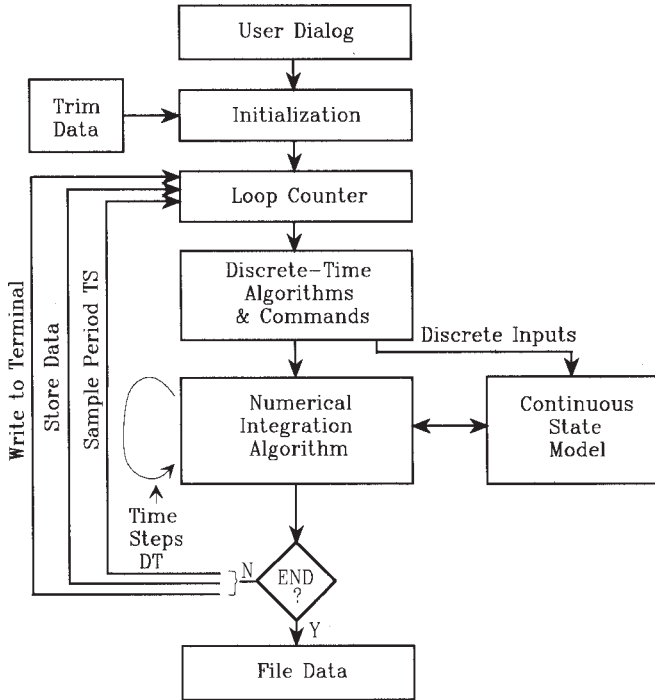 User Dialog
Trim
Data
Initialization
Loop Counter
Discrete-Time
Algorithms
& Commands
Discrete Inputs
Write to Terminal
Store Data
Sample Period TS
Numerical
Integration
Algorithm
Continuous
State
Model
Time
Steps
DT
N
END
?
Y
File Data